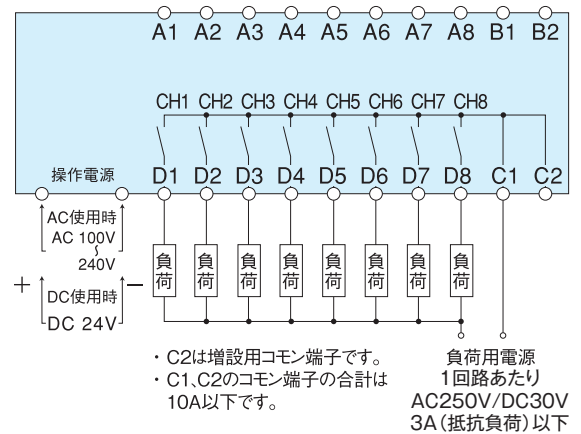 A1 A2 A3 A4 A5 A6 A7 A8 B1 B2
CH1 CH2 CH3 CH4 CH5 CH6 CH7 CH8
操作電源 D1 D2 D3 D4 D5 D6 D7 D8 C1 C2
AC使用時
AC 100V
~
240V
負荷 負荷 負荷 負荷 負荷 負荷 負荷 負荷
+ −
DC使用時
DC 24V
・C2は増設用コモン端子です。
・C1、C2のコモン端子の合計は
10A以下です。
負荷用電源
1回路あたり
AC250V/DC30V
3A(抵抗負荷)以下